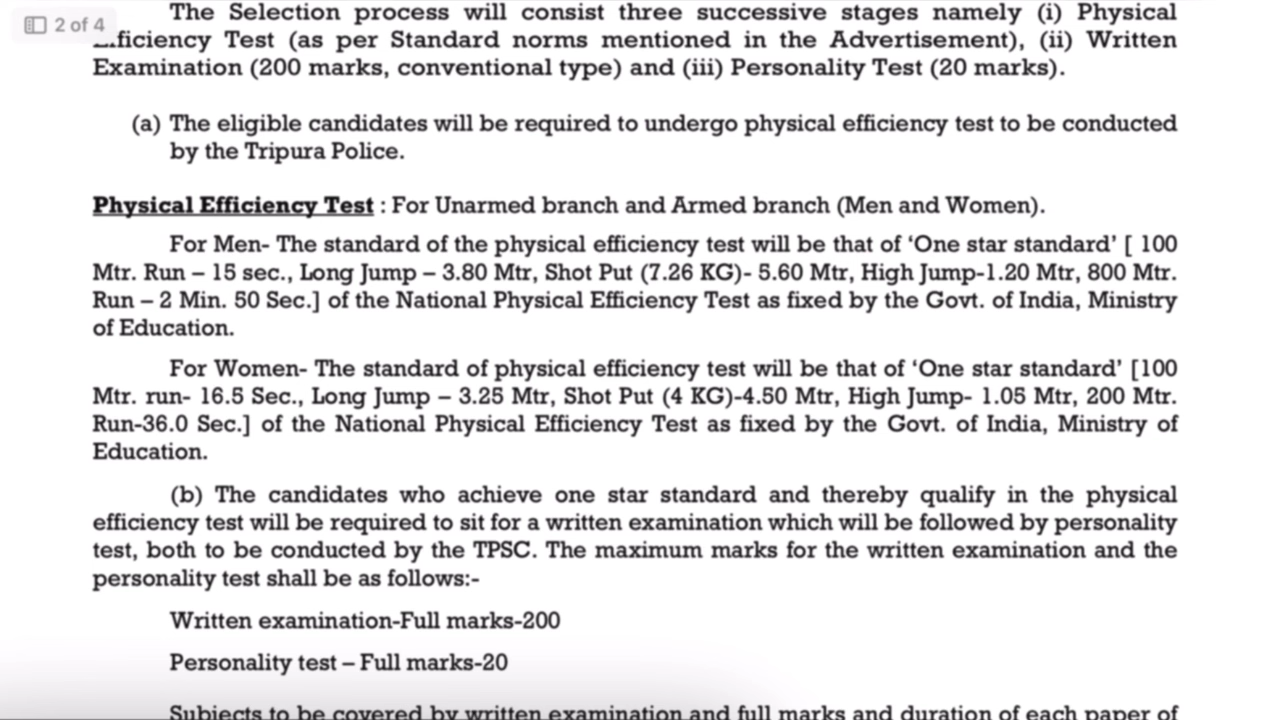 The Selection process will consist three successive stages namely (i) Physical
2 of 4
Efficiency Test (as per Standard norms mentioned in the Advertisement), (ii) Written
Examination (200 marks, conventional type) and (iii) Personality Test (20 marks).
(a) The eligible candidates will be required to undergo physical efficiency test to be conducted
by the Tripura Police.
Physical Efficiency Test : For Unarmed branch and Armed branch (Men and Women).
For Men- The standard of the physical efficiency test will be that of ‘One star standard’ [ 100
Mtr. Run – 15 sec., Long Jump – 3.80 Mtr, Shot Put (7.26 KG)- 5.60 Mtr, High Jump-1.20 Mtr, 800 Mtr.
Run – 2 Min. 50 Sec.] of the National Physical Efficiency Test as fixed by the Govt. of India, Ministry
of Education.
For Women- The standard of physical efficiency test will be that of ‘One star standard’ [100
Mtr. run- 16.5 Sec., Long Jump – 3.25 Mtr, Shot Put (4 KG)-4.50 Mtr, High Jump- 1.05 Mtr, 200 Mtr.
Run-36.0 Sec.] of the National Physical Efficiency Test as fixed by the Govt. of India, Ministry of
Education.
(b) The candidates who achieve one star standard and thereby qualify in the physical
efficiency test will be required to sit for a written examination which will be followed by personality
test, both to be conducted by the TPSC. The maximum marks for the written examination and the
personality test shall be as follows:-
Written examination-Full marks-200
Personality test – Full marks-20
Subjects to be covered by written examination and full marks and duration of each paper of